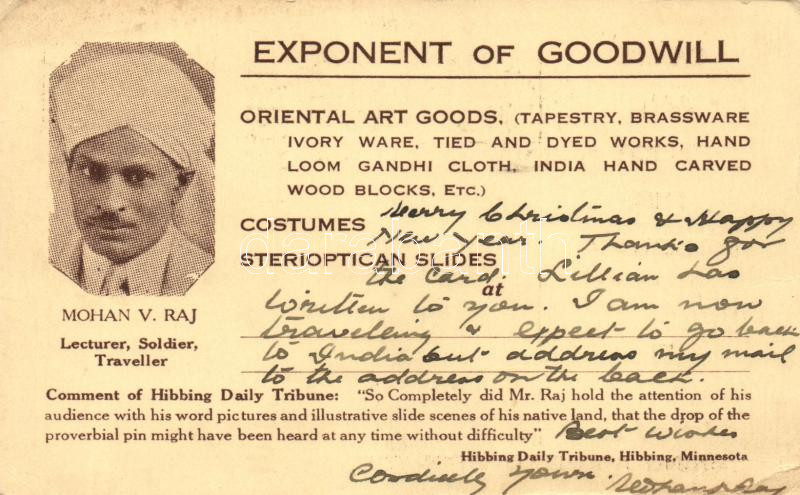 EXPONENT OF GOODWILL
ORIENTAL ART GOODS, (TAPESTRY, BRASSWARE
IVORY WARE, TIED AND DYED WORKS, HAND
LOOM GANDHI CLOTH, INDIA HAND CARVED
WOOD BLOCKS, ETC.)
COSTUMES Merry Christmas & Happy
New Year. Thanks for
STERIOPTICAN SLIDES
the card. Lillian has
at
written to you. I am now
traveling & expect to go back
to India but address my mail
to the address on the back.
MOHAN V. RAJ
Lecturer, Soldier,
Traveller
Comment of Hibbing Daily Tribune: "So Completely did Mr. Raj hold the attention of his
audience with his word pictures and illustrative slide scenes of his native land, that the drop of the
proverbial pin might have been heard at any time without difficulty" Best wishes
Hibbing Daily Tribune, Hibbing, Minnesota
Cordially yours.
Mohan V Raj
darabanth